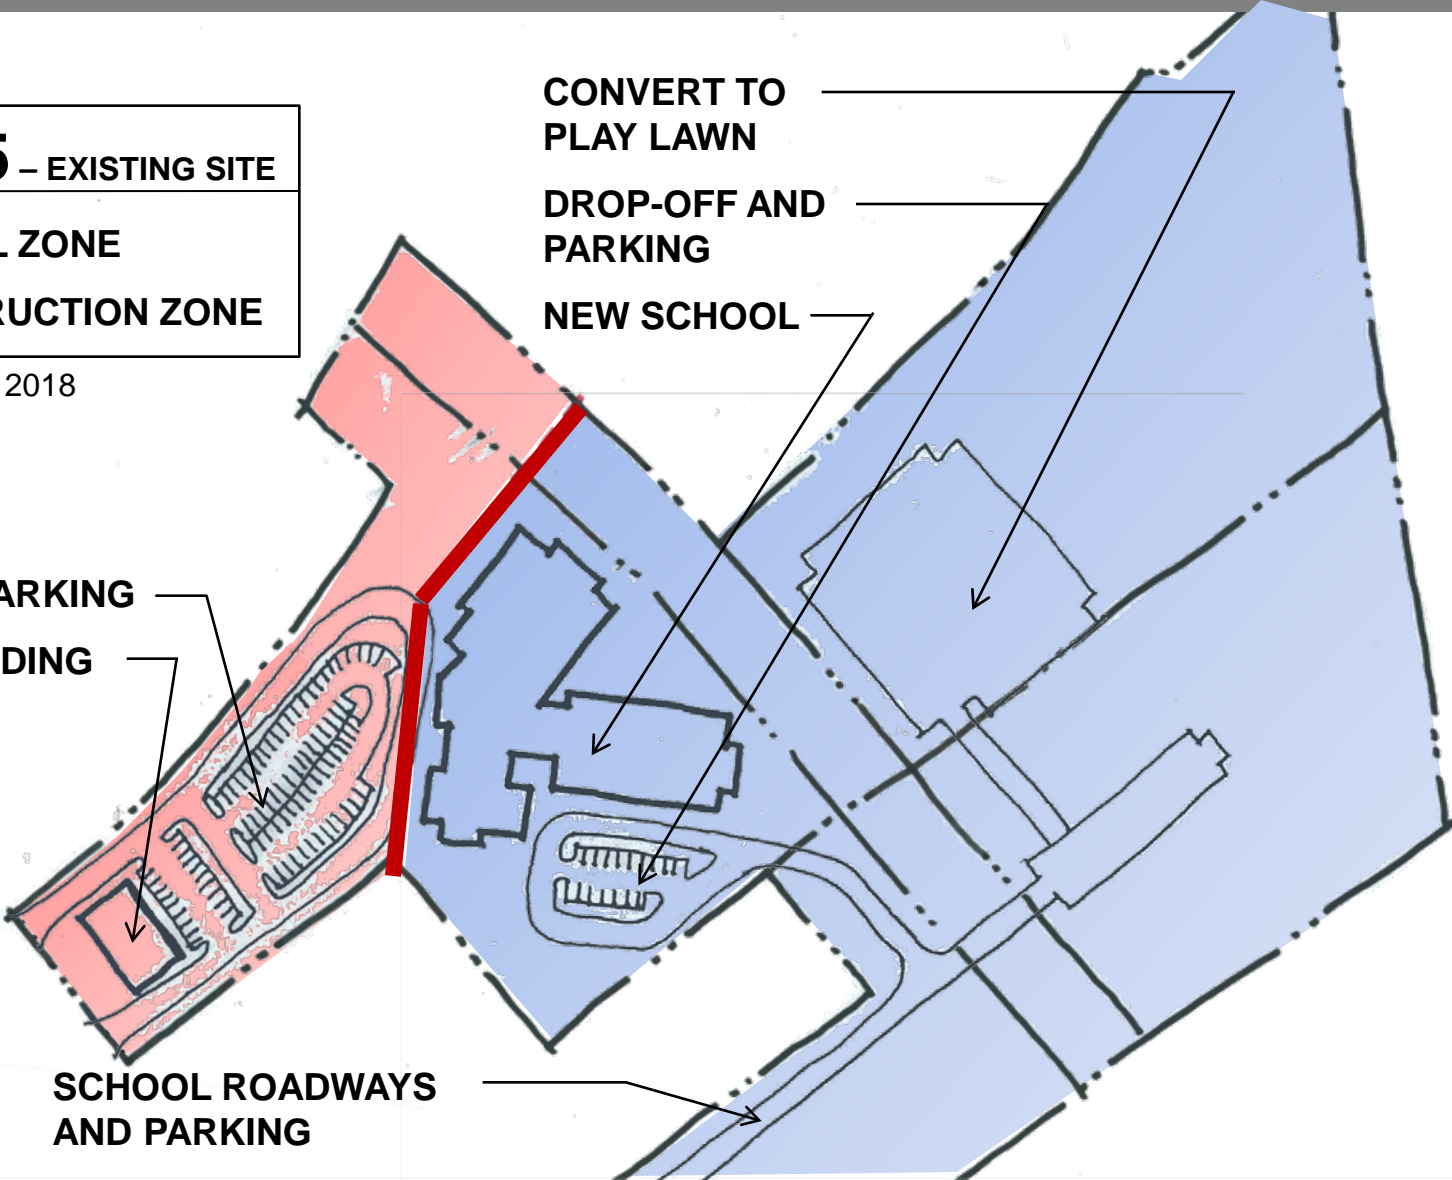 5 – EXISTING SITE
L ZONE
RUCTION ZONE
2018
CONVERT TO
PLAY LAWN
DROP-OFF AND
PARKING
NEW SCHOOL
ARKING
DING
SCHOOL ROADWAYS
AND PARKING